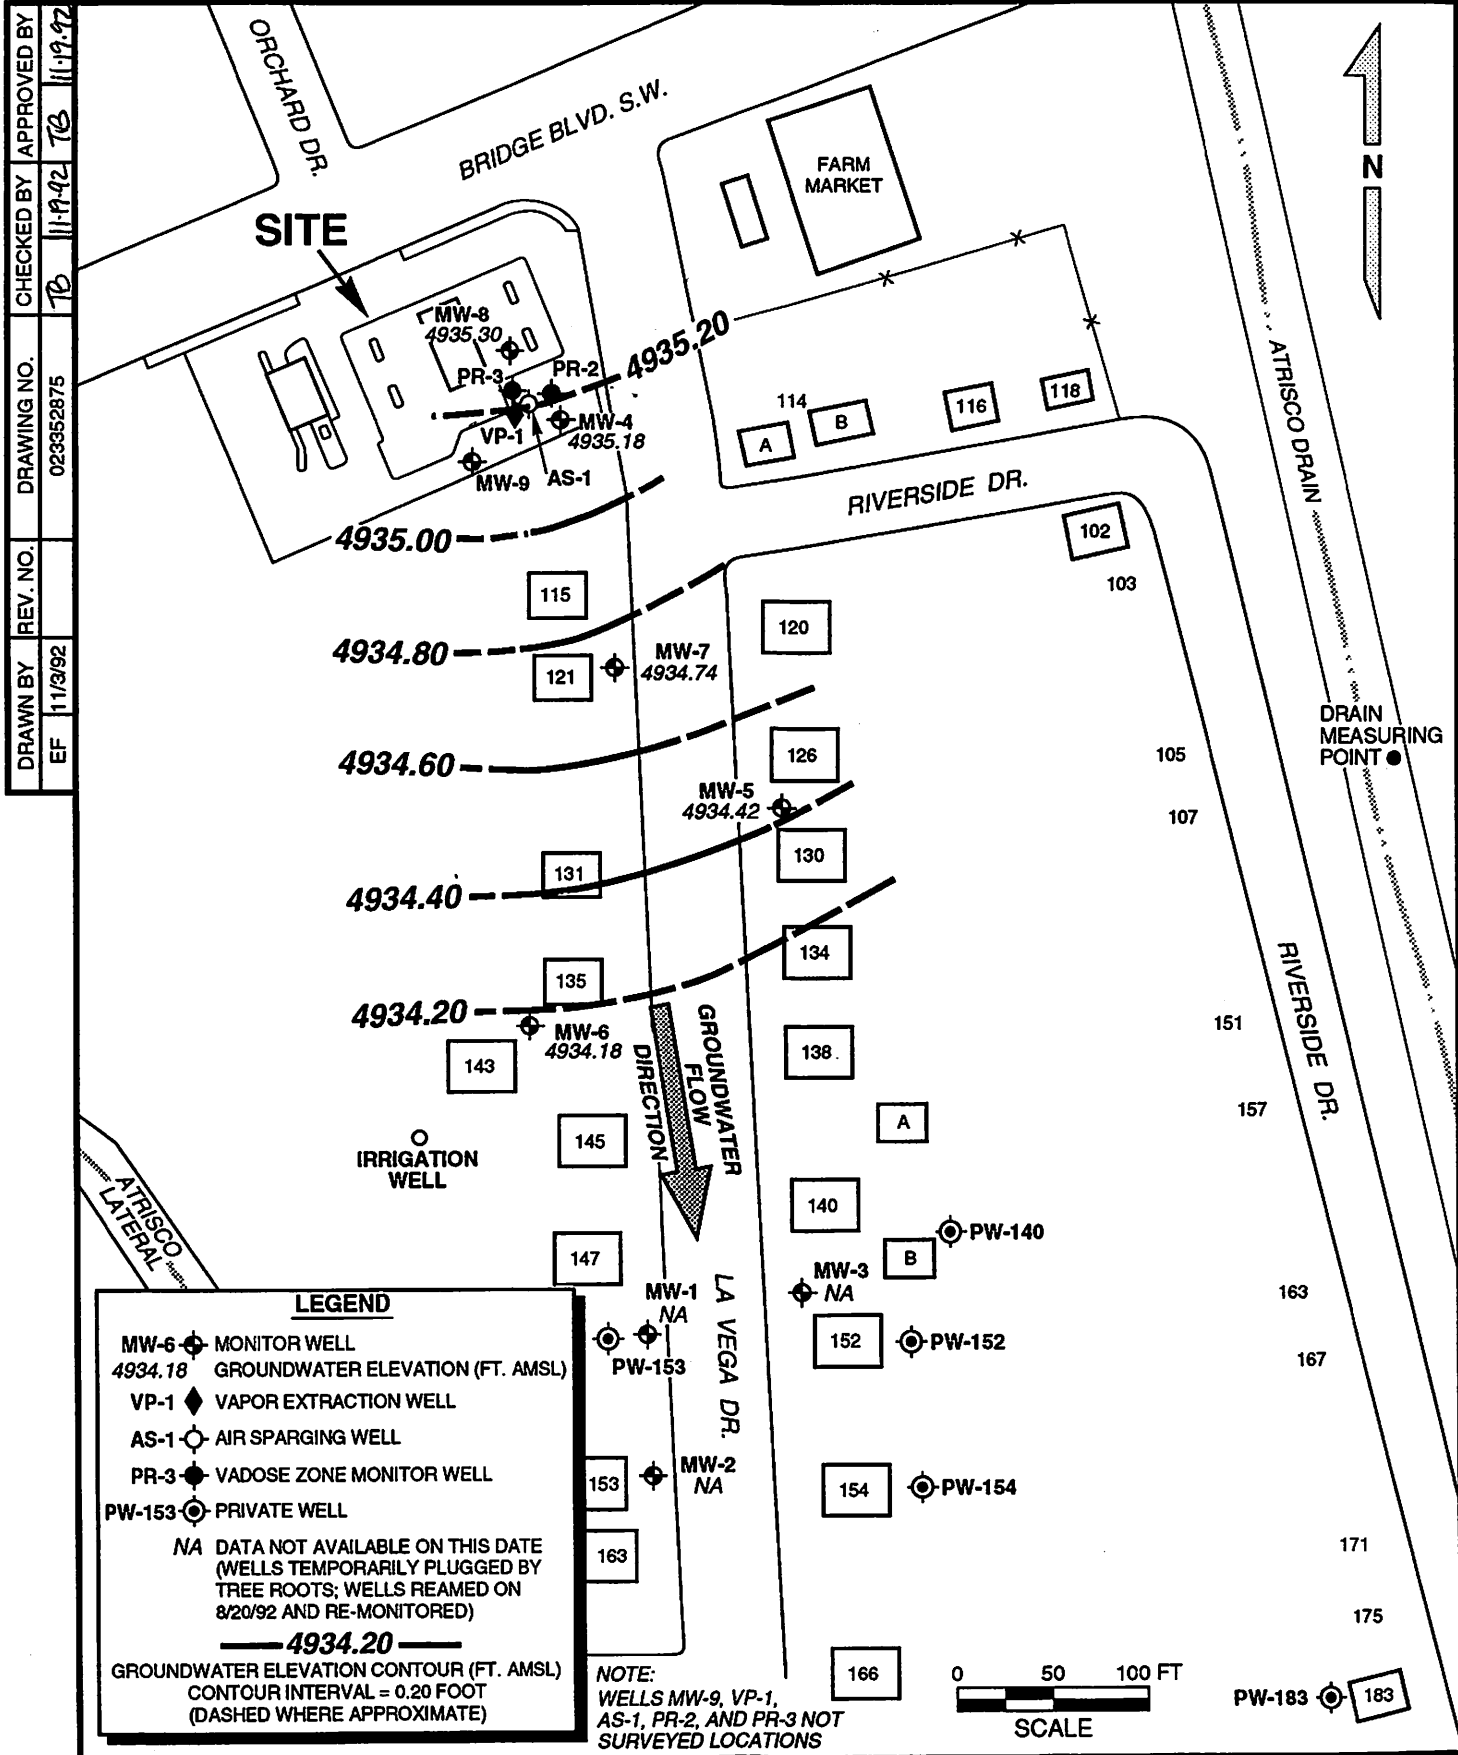 DRAWN BY
EF
11/3/92
REV. NO.
DRAWING NO.
023352875
CHECKED BY
TB
11-19-92
APPROVED BY
TB
11-19-92
ORCHARD DR.
BRIDGE BLVD. S.W.
FARM
MARKET
N
SITE
MW-8
4935.30
4935.20
PR-3
PR-2
VP-1
MW-4
4935.18
MW-9
AS-1
114
A
B
116
118
ATRISCO DRAIN
RIVERSIDE DR.
102
103
4935.00
115
120
4934.80
MW-7
4934.74
121
4934.60
126
105
DRAIN
MEASURING
POINT
MW-5
4934.42
107
130
131
4934.40
134
135
4934.20
MW-6
4934.18
143
GROUNDWATER
FLOW
DIRECTION
138
151
RIVERSIDE DR.
A
157
145
IRRIGATION
WELL
ATRISCO
LATERAL
140
PW-140
B
147
MW-3
NA
MW-1
NA
LA VEGA DR.
163
PW-153
152
PW-152
167
MW-2
NA
153
154
PW-154
163
171
175
166
PW-183
183
LEGEND
MW-6 MONITOR WELL
4934.18 GROUNDWATER ELEVATION (FT. AMSL)
VP-1 VAPOR EXTRACTION WELL
AS-1 AIR SPARGING WELL
PR-3 VADOSE ZONE MONITOR WELL
PW-153 PRIVATE WELL
NA DATA NOT AVAILABLE ON THIS DATE
(WELLS TEMPORARILY PLUGGED BY
TREE ROOTS; WELLS REAMED ON
8/20/92 AND RE-MONITORED)
4934.20
GROUNDWATER ELEVATION CONTOUR (FT. AMSL)
CONTOUR INTERVAL = 0.20 FOOT
(DASHED WHERE APPROXIMATE)
NOTE:
WELLS MW-9, VP-1,
AS-1, PR-2, AND PR-3 NOT
SURVEYED LOCATIONS
0 50 100 FT
SCALE